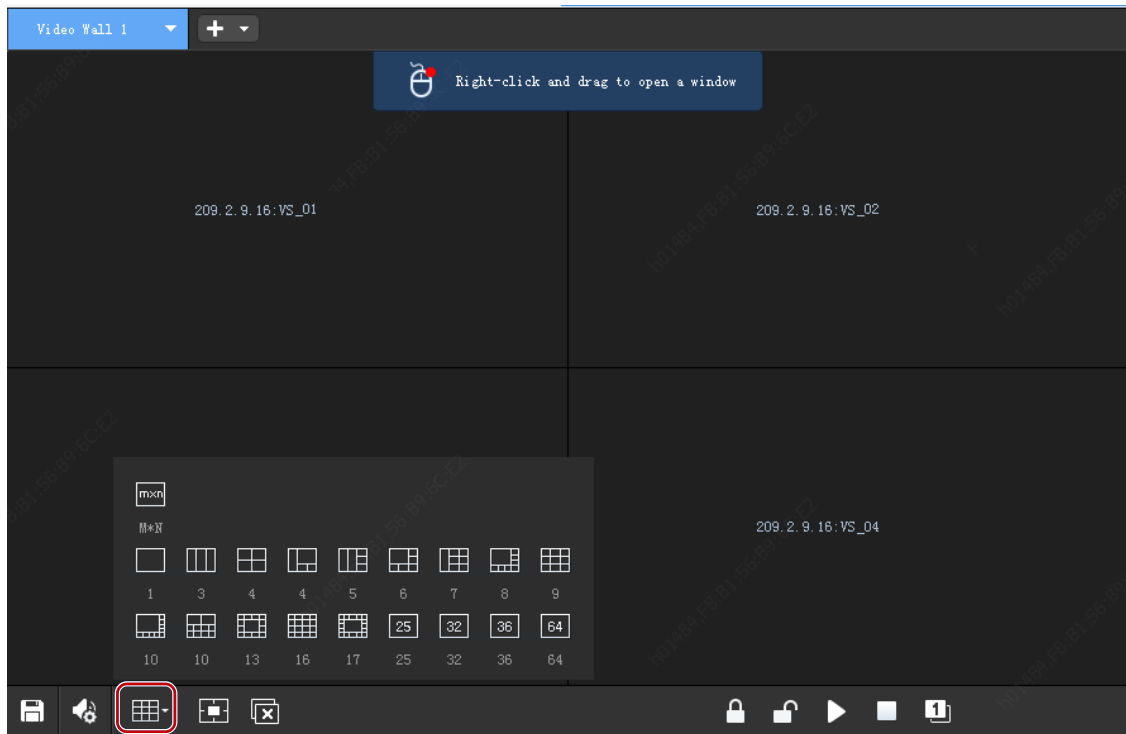 Video Wall 1
Right-click and drag to open a window
209.2.9.16:VS_01
209.2.9.16:VS_02
mxn
M*N
209.2.9.16:VS_04
1 3 4 4 5 6 7 8 9
25 32 36 64
10 10 13 16 17 25 32 36 64
1